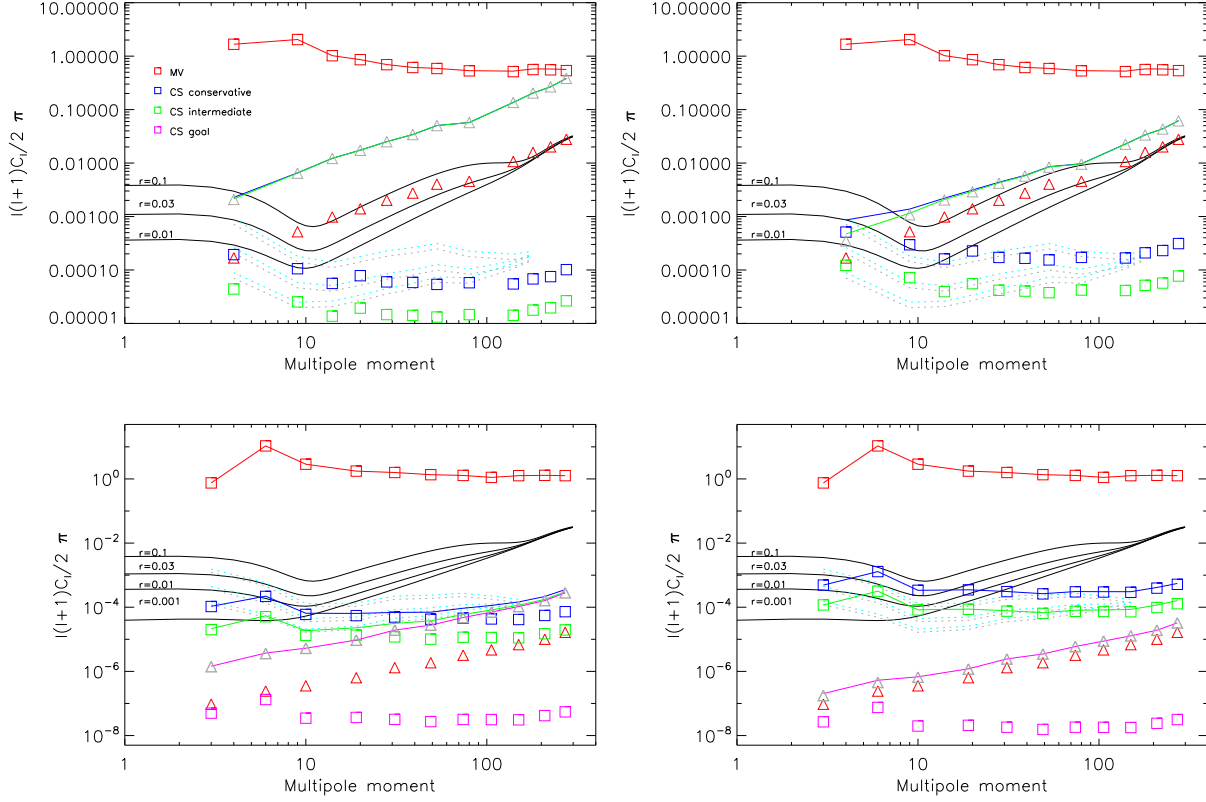 10.00000
1.00000
0.10000
0.01000
0.00100
0.00010
0.00001
l(l+1)C_l/2 π
MV
CS conservative
CS intermediate
CS goal
r=0.1
r=0.03
r=0.01
1
10
100
Multipole moment
10.00000
1.00000
0.10000
0.01000
0.00100
0.00010
0.00001
l(l+1)C_l/2 π
r=0.1
r=0.03
r=0.01
1
10
100
Multipole moment
10^0
10^-2
10^-4
10^-6
10^-8
l(l+1)C_l/2 π
r=0.1
r=0.03
r=0.01
r=0.001
1
10
100
Multipole moment
10^0
10^-2
10^-4
10^-6
10^-8
l(l+1)C_l/2 π
r=0.1
r=0.03
r=0.01
r=0.001
1
10
100
Multipole moment